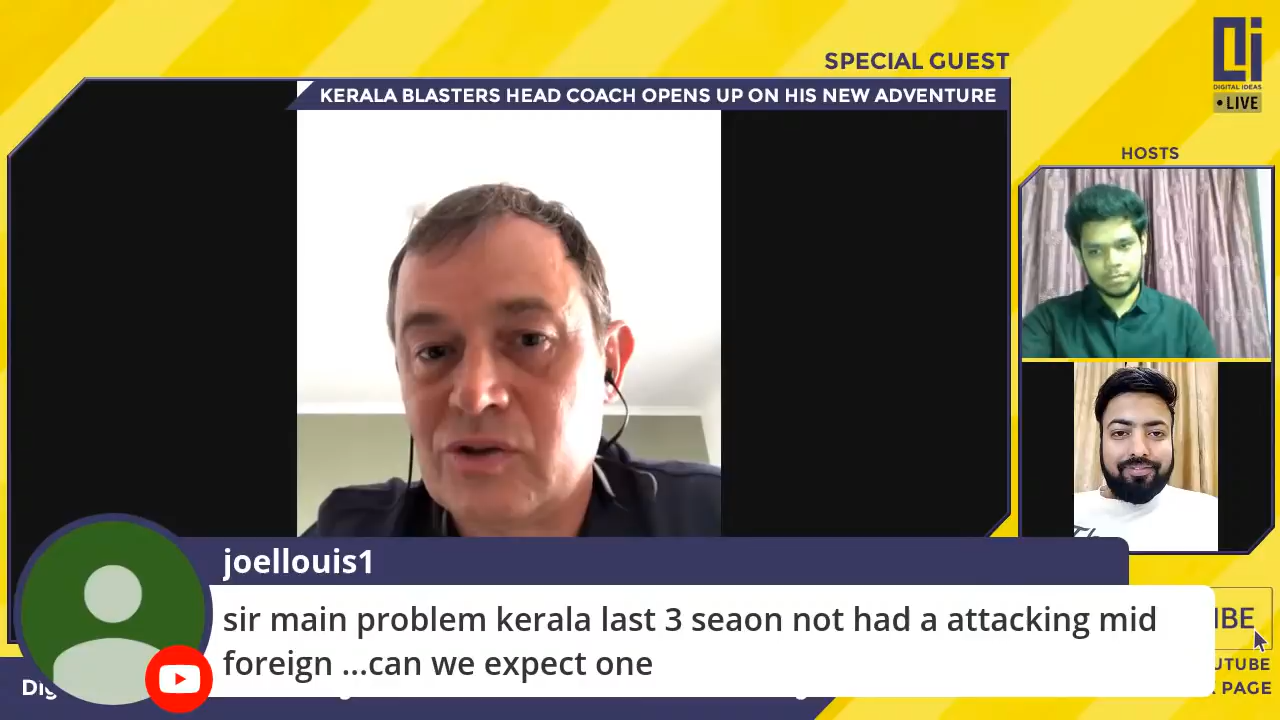 SPECIAL GUEST
KERALA BLASTERS HEAD COACH OPENS UP ON HIS NEW ADVENTURE
DIGITAL IDEAS
• LIVE
HOSTS
joellouis1
sir main problem kerala last 3 seaon not had a attacking mid
foreign ...can we expect one
PAGE